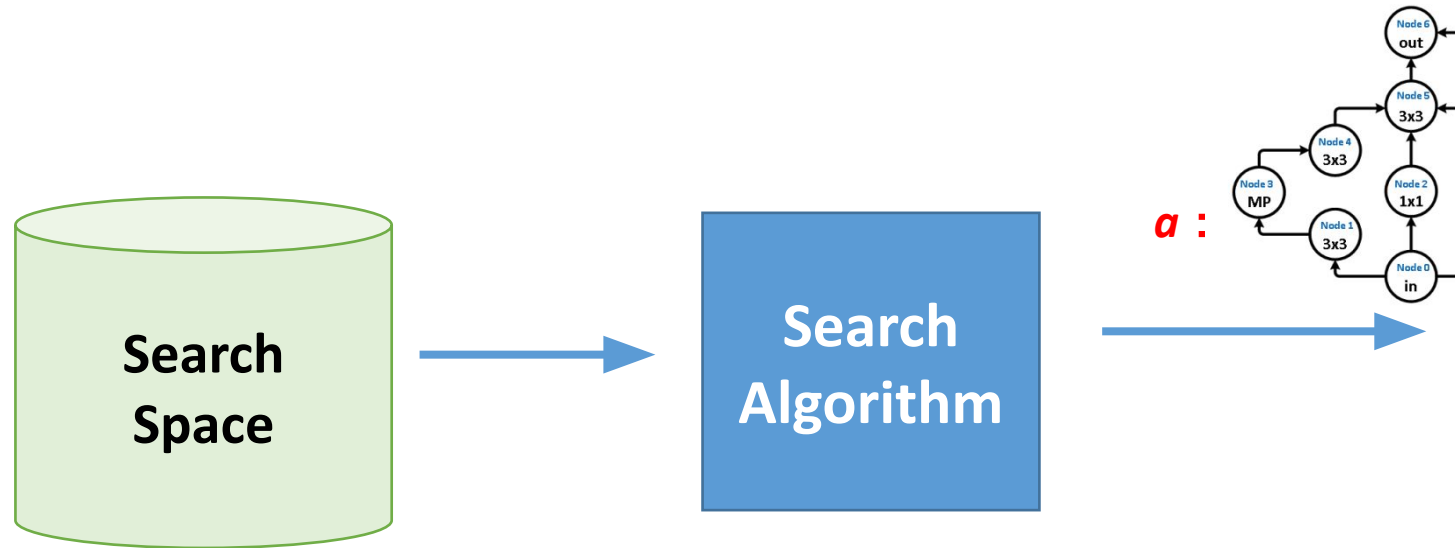 Search
Space
Search
Algorithm
a :
Node 6
out
Node 5
3x3
Node 4
3x3
Node 3
MP
Node 2
1x1
Node 1
3x3
Node 0
in